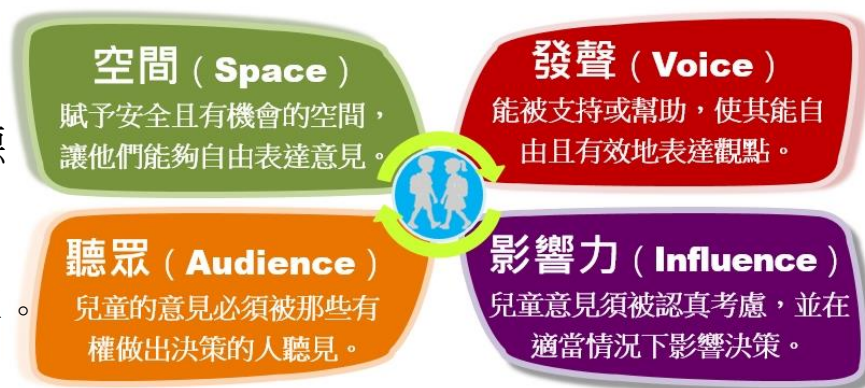 空間（Space）
賦予安全且有機會的空間，
讓他們能夠自由表達意見。
發聲（Voice）
能被支持或幫助，使其能自
由且有效地表達觀點。
聽眾（Audience）
兒童的意見必須被那些有
權做出決策的人聽見。
影響力（Influence）
兒童意見須被認真考慮，並在
適當情況下影響決策。
。